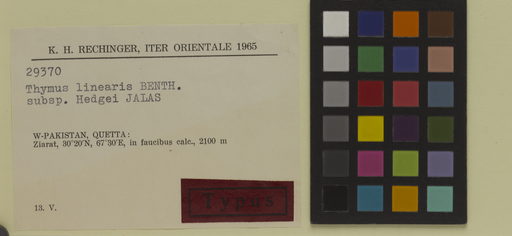 K. H. RECHINGER, ITER ORIENTALE 1965
29370
Thymus linearis BENTH.
subsp. Hedgei JALAS
W-PAKISTAN, QUETTA:
Ziarat, 30°20'N, 67°30'E, in faucibus calc., 2100 m
13. V.
Typus